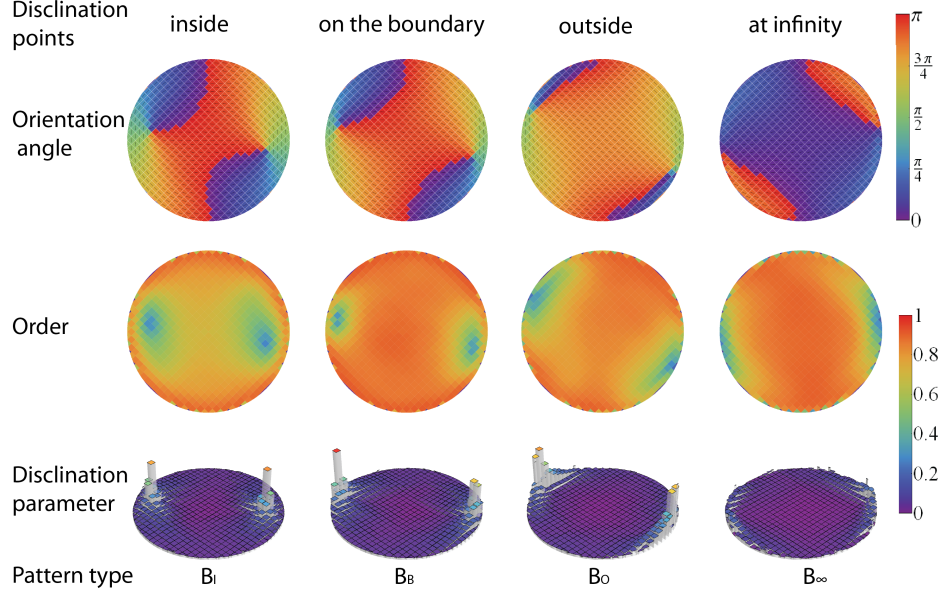 Disclination points
inside
on the boundary
outside
at infinity
π
3π/4
π/2
π/4
0
Orientation angle
Order
1
0.8
0.6
0.4
0.2
0
Disclination parameter
Pattern type
BI
BB
BO
B∞